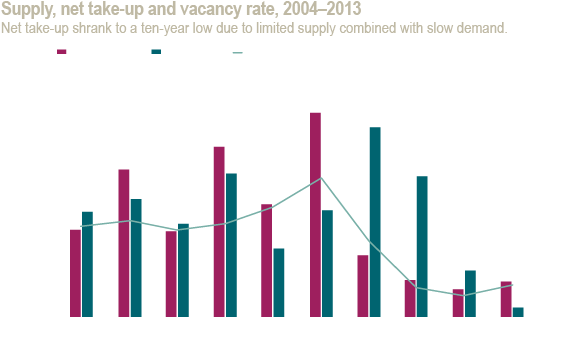 Supply, net take-up and vacancy rate, 2004–2013
Net take-up shrank to a ten-year low due to limited supply combined with slow demand.